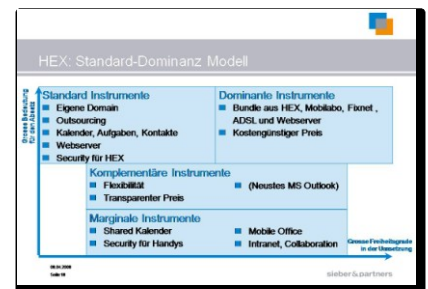 HEX: Standard-Dominanz Modell
Grosse Bedeutung
für den Absatz
Standard Instrumente
Eigene Domain
Outsourcing
Kalender, Aufgaben, Kontakte
Webserver
Security für HEX
Dominante Instrumente
Bundle aus HEX, Mobilabo, Fixnet ,
ADSL und Webserver
Kostengünstiger Preis
Komplementäre Instrumente
Flexibilität
Transparenter Preis
(Neustes MS Outlook)
Marginale Instrumente
Shared Kalender
Security für Handys
Mobile Office
Intranet, Collaboration
Grosse Freiheitsgrade
in der Umsetzung
sieber&partners